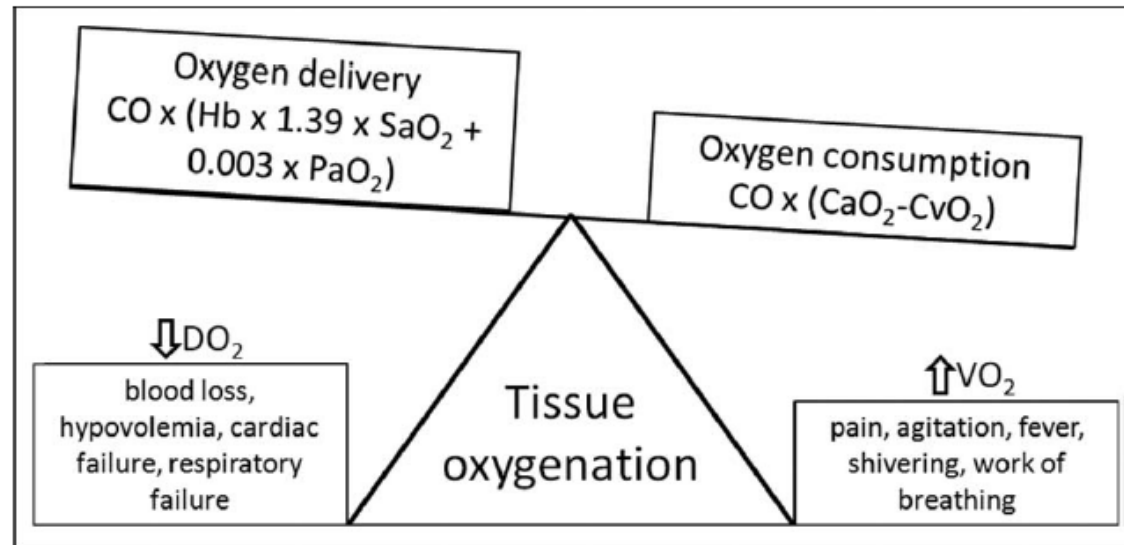 Oxygen delivery
CO x (Hb x 1.39 x SaO₂ +
0.003 x PaO₂)
Oxygen consumption
CO x (CaO₂-CvO₂)
⇩DO₂
blood loss,
hypovolemia, cardiac
failure, respiratory
failure
Tissue
oxygenation
⇧VO₂
pain, agitation, fever,
shivering, work of
breathing